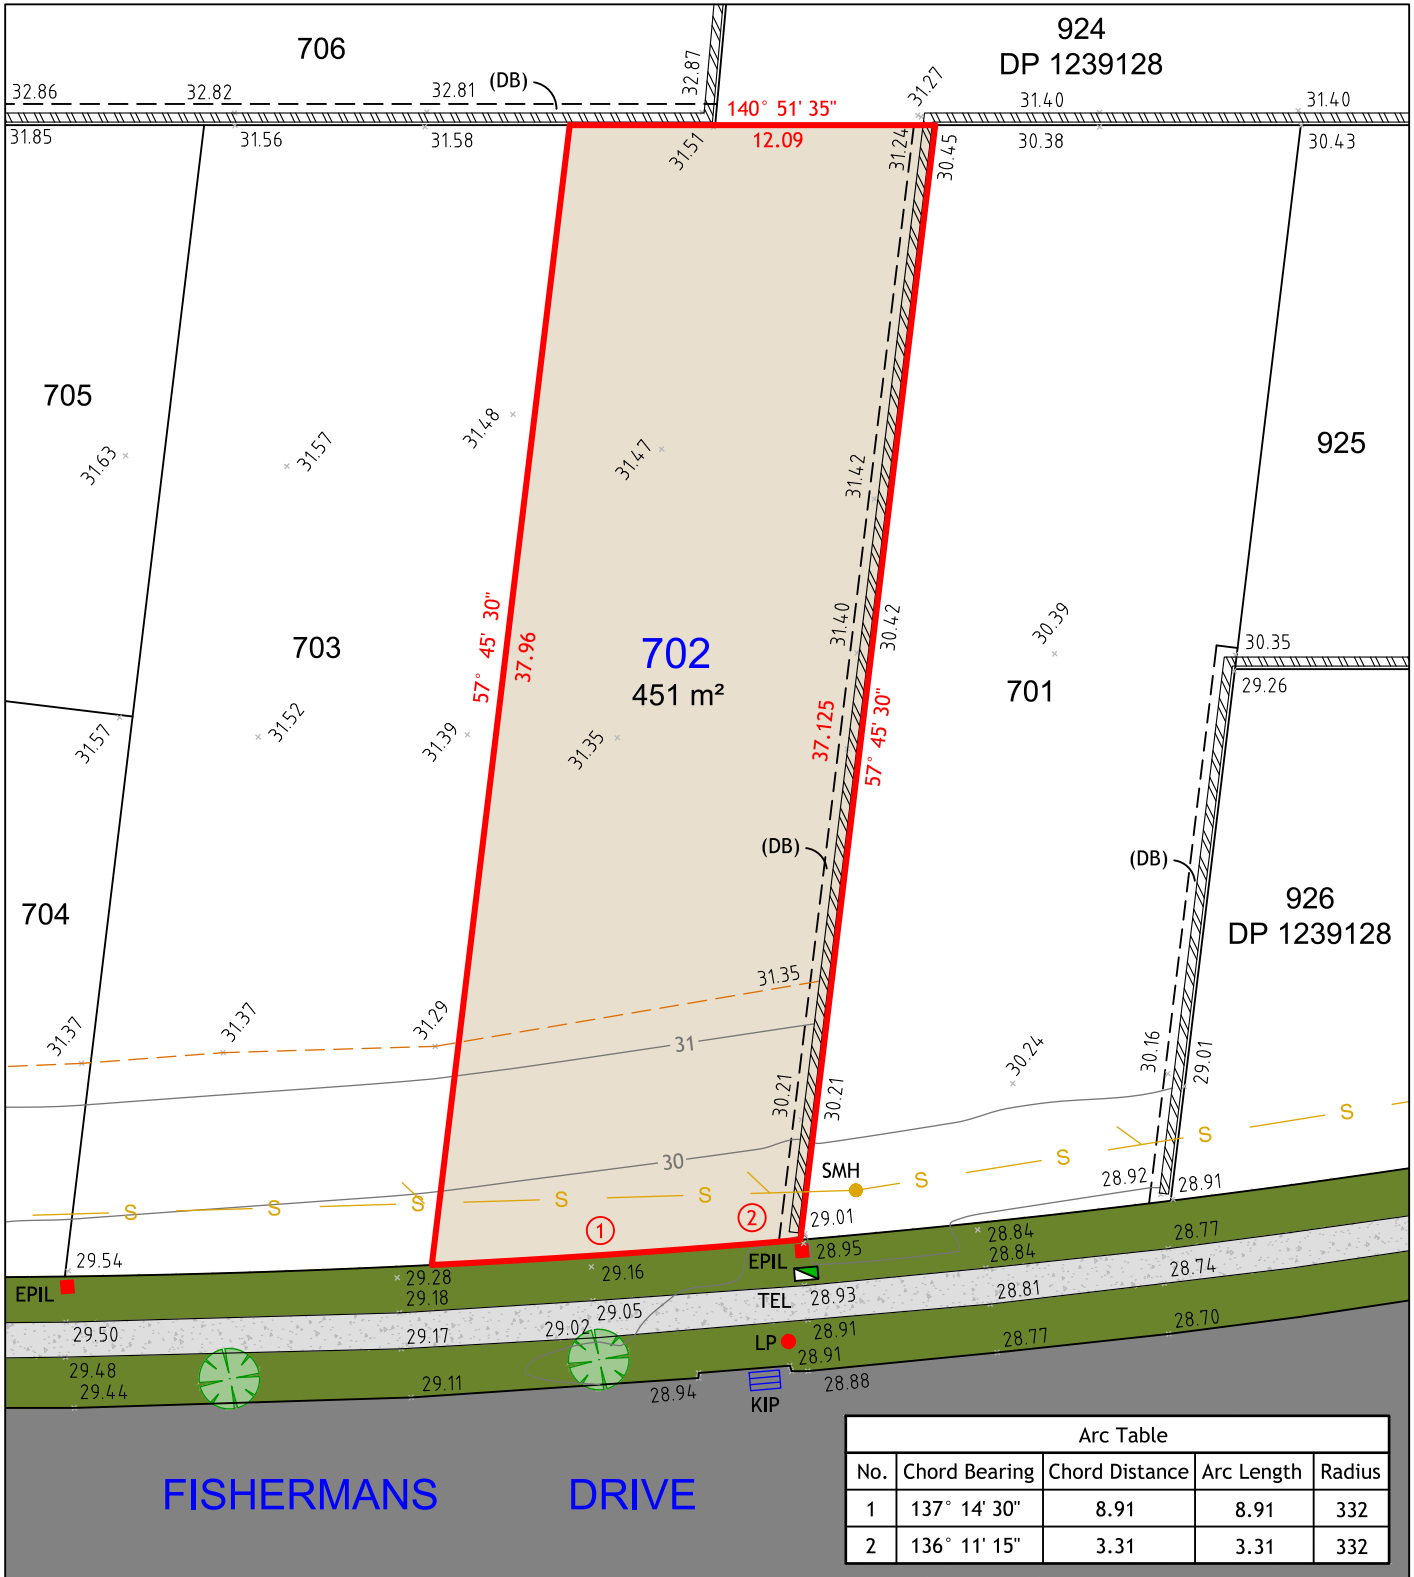 706
924
DP 1239128
32.86
32.82
32.81
(DB)
32.87
31.27
31.40
31.40
140° 51' 35"
12.09
31.85
31.56
31.58
31.51
31.24
30.45
30.38
30.43
705
31.63
31.57
31.48
31.47
31.42
925
57° 45' 30"
37.96
703
702
451 m²
31.40
30.42
30.39
30.35
29.26
701
31.57
31.52
31.39
31.35
37.125
57° 45' 30"
(DB)
(DB)
704
926
DP 1239128
31.35
31.37
31.37
31.29
31
30.24
30.16
29.01
30.21
30.21
30
SMH
S
S
S
S
S
S
S
S
S
28.92
28.91
1
2
29.01
29.54
EPIL
29.28
29.18
29.16
EPIL
28.95
28.84
28.84
28.77
TEL
28.93
28.81
28.74
29.50
29.17
29.02
29.05
LP
28.91
28.91
28.77
28.70
29.48
29.44
29.11
28.94
KIP
28.88
FISHERMANS DRIVE
Arc Table
No. Chord Bearing Chord Distance Arc Length Radius
1 137° 14' 30" 8.91 8.91 332
2 136° 11' 15" 3.31 3.31 332